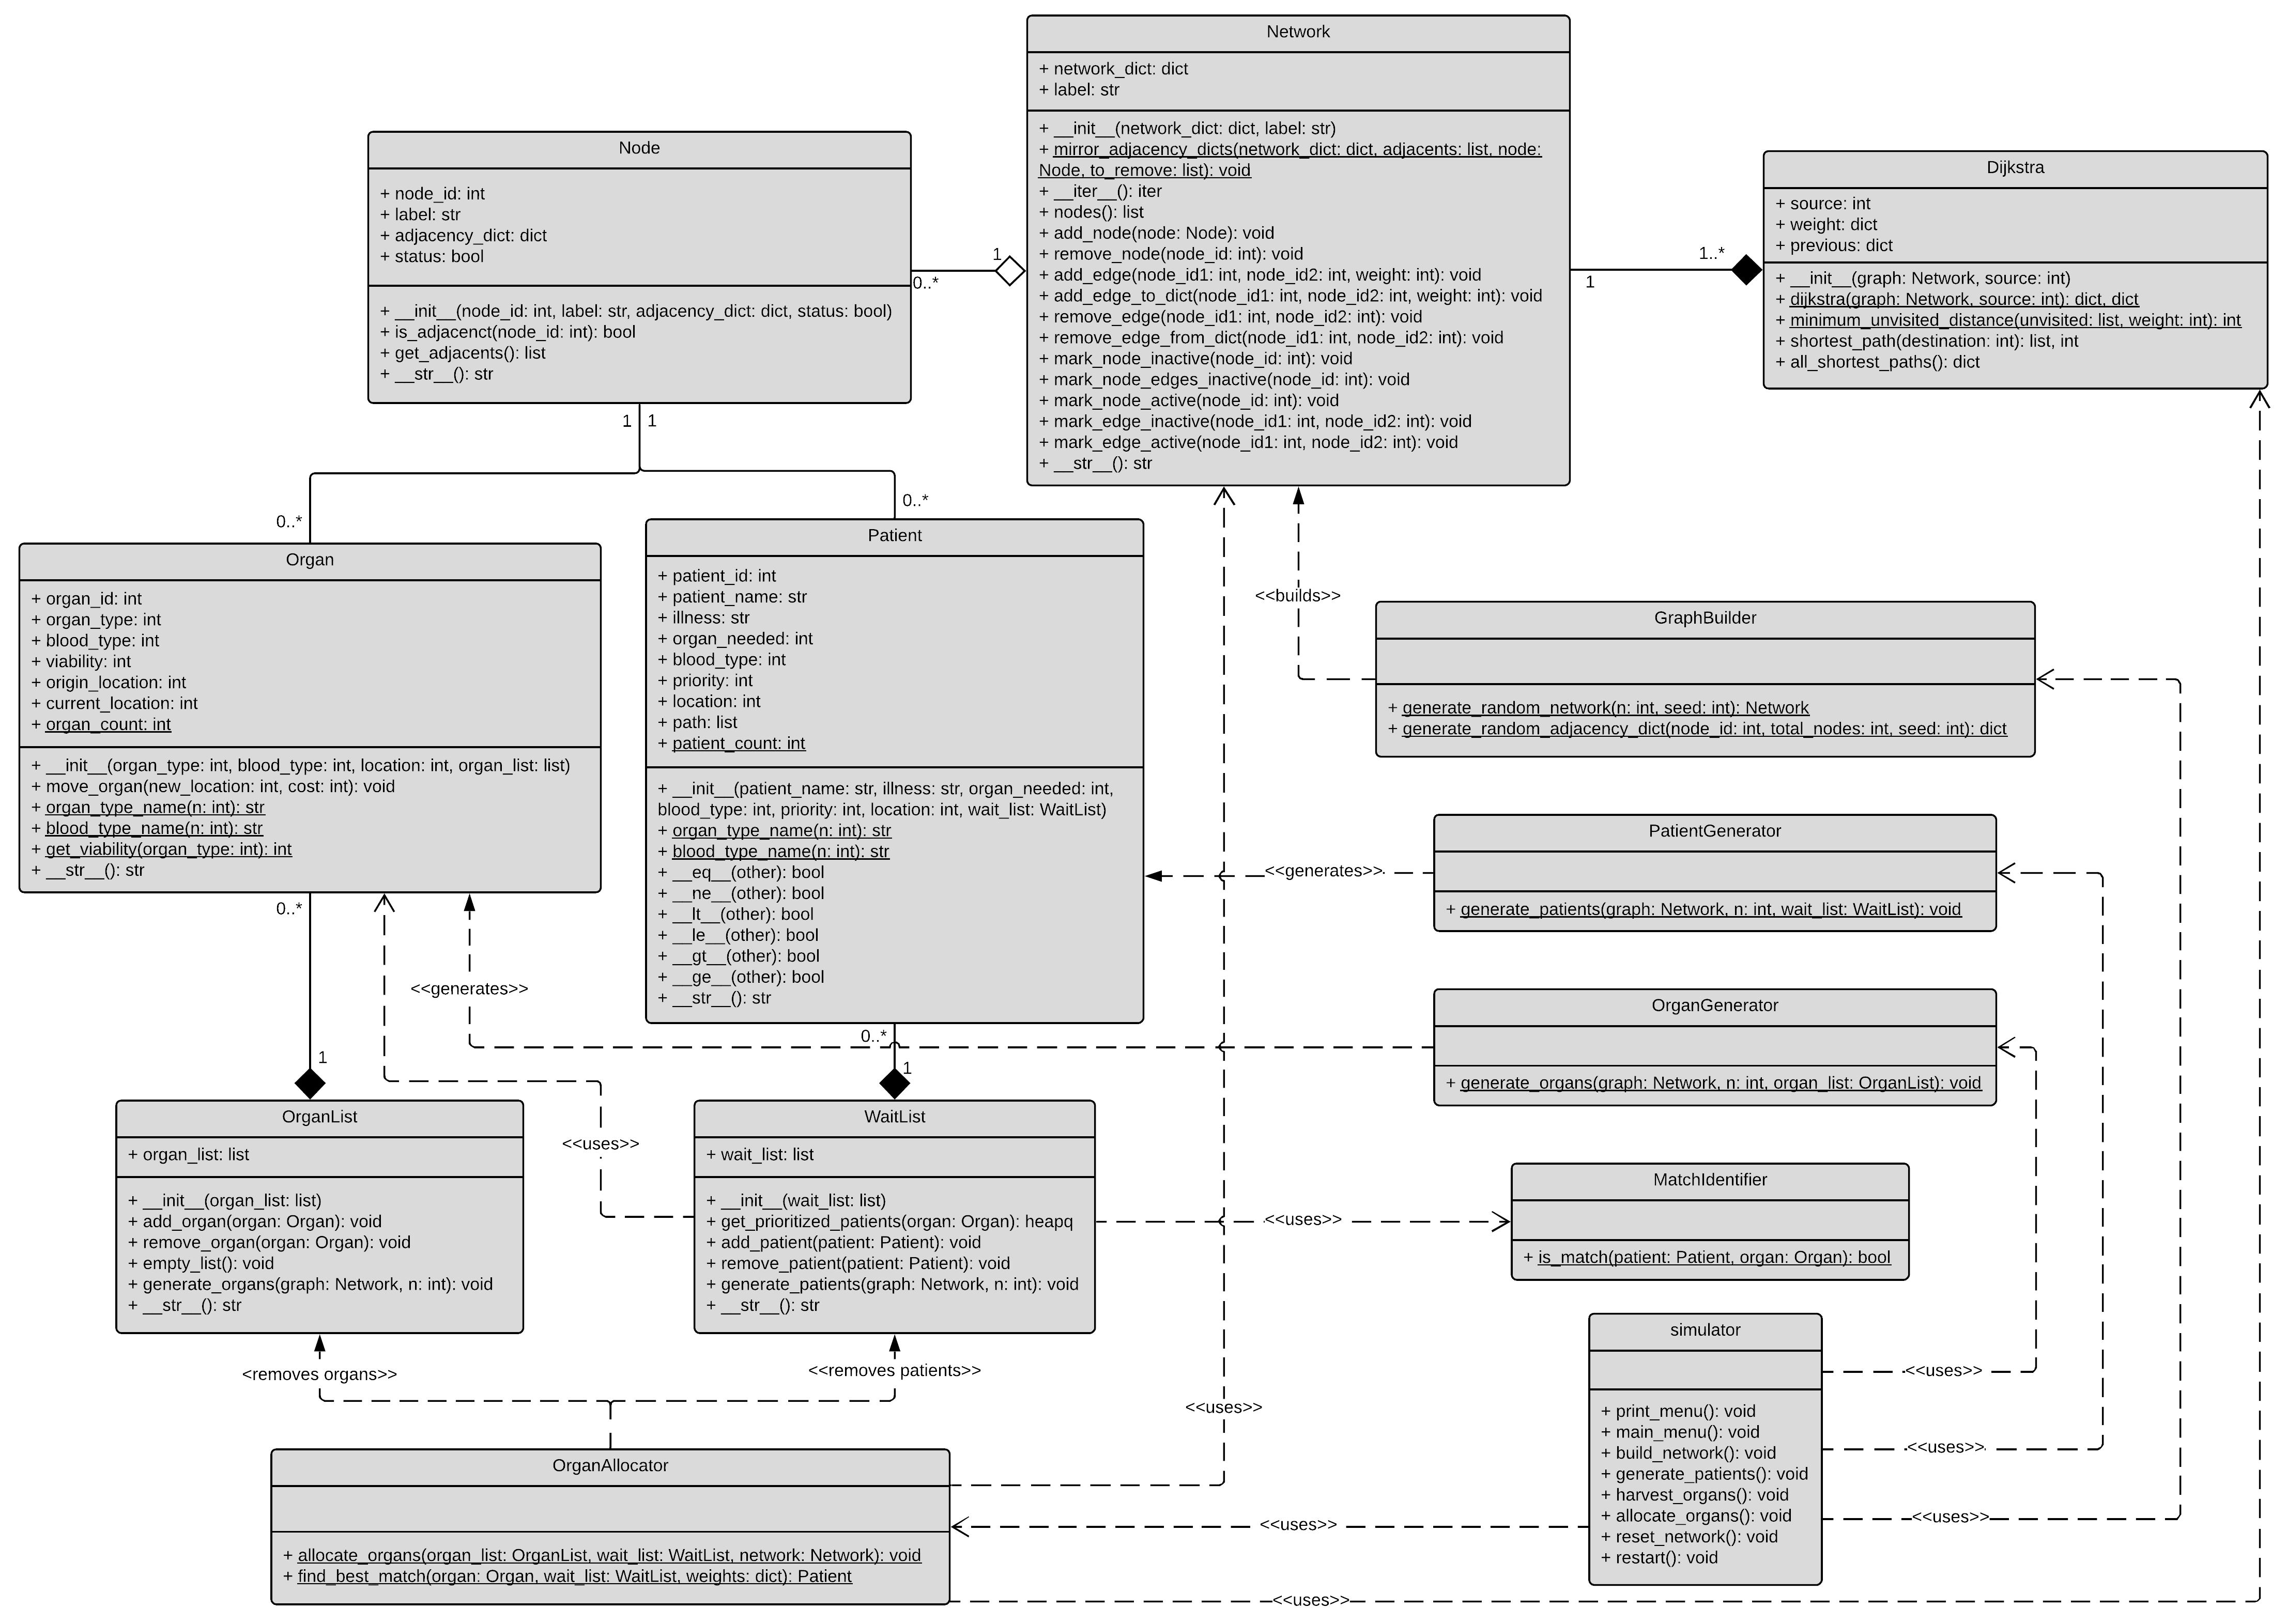 Network
+ network_dict: dict
+ label: str
+ __init__(network_dict: dict, label: str)
+ mirror_adjacency_dicts(network_dict: dict, adjacents: list, node:
Node, to_remove: list): void
+ __iter__(): iter
+ nodes(): list
+ add_node(node: Node): void
+ remove_node(node_id: int): void
+ add_edge(node_id1: int, node_id2: int, weight: int): void
+ add_edge_to_dict(node_id1: int, node_id2: int, weight: int): void
+ remove_edge(node_id1: int, node_id2: int): void
+ remove_edge_from_dict(node_id1: int, node_id2: int): void
+ mark_node_inactive(node_id: int): void
+ mark_node_edges_inactive(node_id: int): void
+ mark_node_active(node_id: int): void
+ mark_edge_inactive(node_id1: int, node_id2: int): void
+ mark_edge_active(node_id1: int, node_id2: int): void
+ __str__(): str
Node
+ node_id: int
+ label: str
+ adjacency_dict: dict
+ status: bool
+ __init__(node_id: int, label: str, adjacency_dict: dict, status: bool)
+ is_adjacenct(node_id: int): bool
+ get_adjacents(): list
+ __str__(): str
1
0..*
Dijkstra
+ source: int
+ weight: dict
+ previous: dict
+ __init__(graph: Network, source: int)
+ dijkstra(graph: Network, source: int): dict, dict
+ minimum_unvisited_distance(unvisited: list, weight: int): int
+ shortest_path(destination: int): list, int
+ all_shortest_paths(): dict
1..*
1
1
1
0..*
0..*
Organ
+ organ_id: int
+ organ_type: int
+ blood_type: int
+ viability: int
+ origin_location: int
+ current_location: int
+ organ_count: int
+ __init__(organ_type: int, blood_type: int, location: int, organ_list: list)
+ move_organ(new_location: int, cost: int): void
+ organ_type_name(n: int): str
+ blood_type_name(n: int): str
+ get_viability(organ_type: int): int
+ __str__(): str
Patient
+ patient_id: int
+ patient_name: str
+ illness: str
+ organ_needed: int
+ blood_type: int
+ priority: int
+ location: int
+ path: list
+ patient_count: int
+ __init__(patient_name: str, illness: str, organ_needed: int,
blood_type: int, priority: int, location: int, wait_list: WaitList)
+ organ_type_name(n: int): str
+ blood_type_name(n: int): str
+ __eq__(other): bool
+ __ne__(other): bool
+ __lt__(other): bool
+ __le__(other): bool
+ __gt__(other): bool
+ __ge__(other): bool
+ __str__(): str
<<builds>>
GraphBuilder
+ generate_random_network(n: int, seed: int): Network
+ generate_random_adjacency_dict(node_id: int, total_nodes: int, seed: int): dict
PatientGenerator
+ generate_patients(graph: Network, n: int, wait_list: WaitList): void
<<generates>>
OrganGenerator
+ generate_organs(graph: Network, n: int, organ_list: OrganList): void
<<generates>>
0..*
1
0..*
1
OrganList
+ organ_list: list
+ __init__(organ_list: list)
+ add_organ(organ: Organ): void
+ remove_organ(organ: Organ): void
+ empty_list(): void
+ generate_organs(graph: Network, n: int): void
+ __str__(): str
<<uses>>
WaitList
+ wait_list: list
+ __init__(wait_list: list)
+ get_prioritized_patients(organ: Organ): heapq
+ add_patient(patient: Patient): void
+ remove_patient(patient: Patient): void
+ generate_patients(graph: Network, n: int): void
+ __str__(): str
<<uses>>
MatchIdentifier
+ is_match(patient: Patient, organ: Organ): bool
simulator
+ print_menu(): void
+ main_menu(): void
+ build_network(): void
+ generate_patients(): void
+ harvest_organs(): void
+ allocate_organs(): void
+ reset_network(): void
+ restart(): void
<<uses>>
<<uses>>
<<uses>>
<removes organs>>
<<removes patients>>
<<uses>>
OrganAllocator
+ allocate_organs(organ_list: OrganList, wait_list: WaitList, network: Network): void
+ find_best_match(organ: Organ, wait_list: WaitList, weights: dict): Patient
<<uses>>
<<uses>>